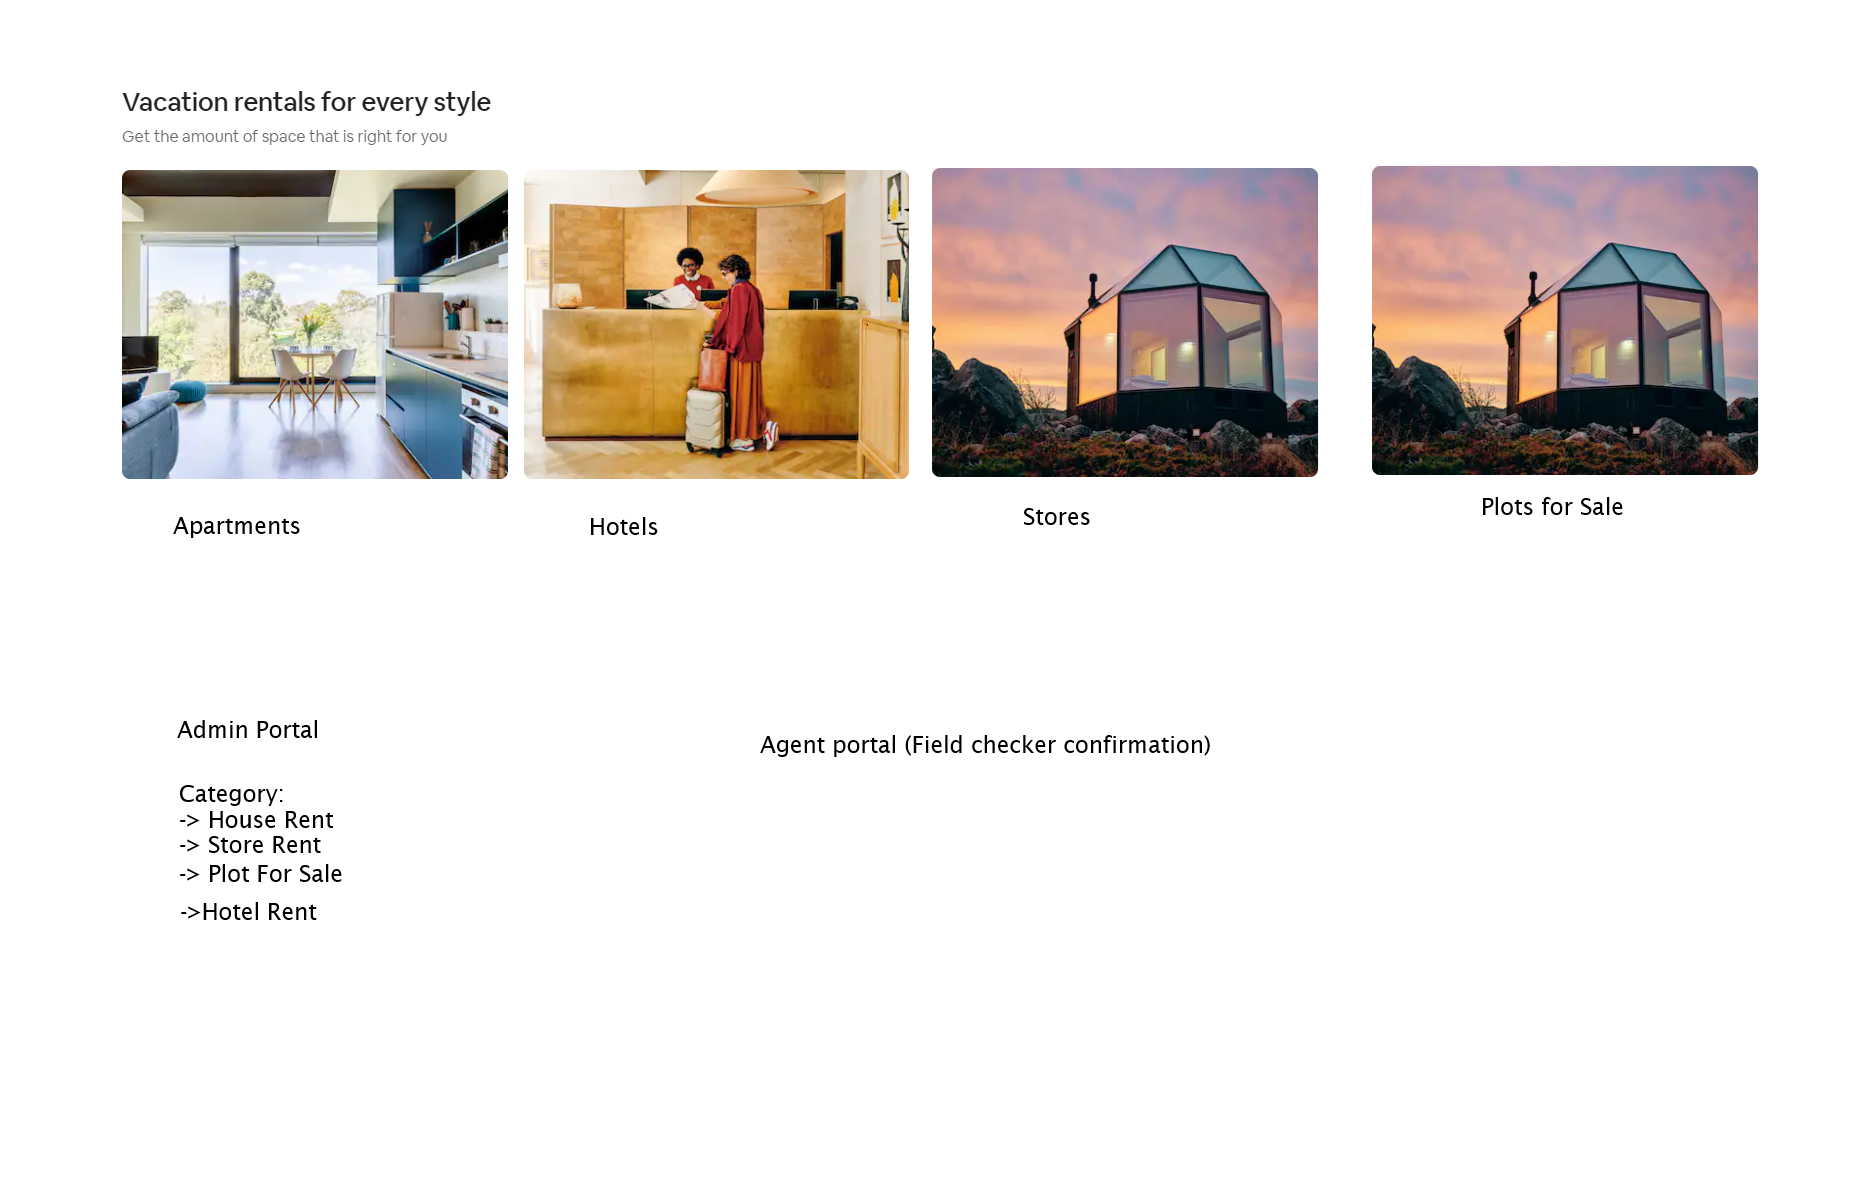 Vacation rentals for every style
Get the amount of space that is right for you
Apartments
Hotels
Stores
Plots for Sale
Admin Portal
Agent portal (Field checker confirmation)
Category:
-> House Rent
-> Store Rent
-> Plot For Sale
->Hotel Rent